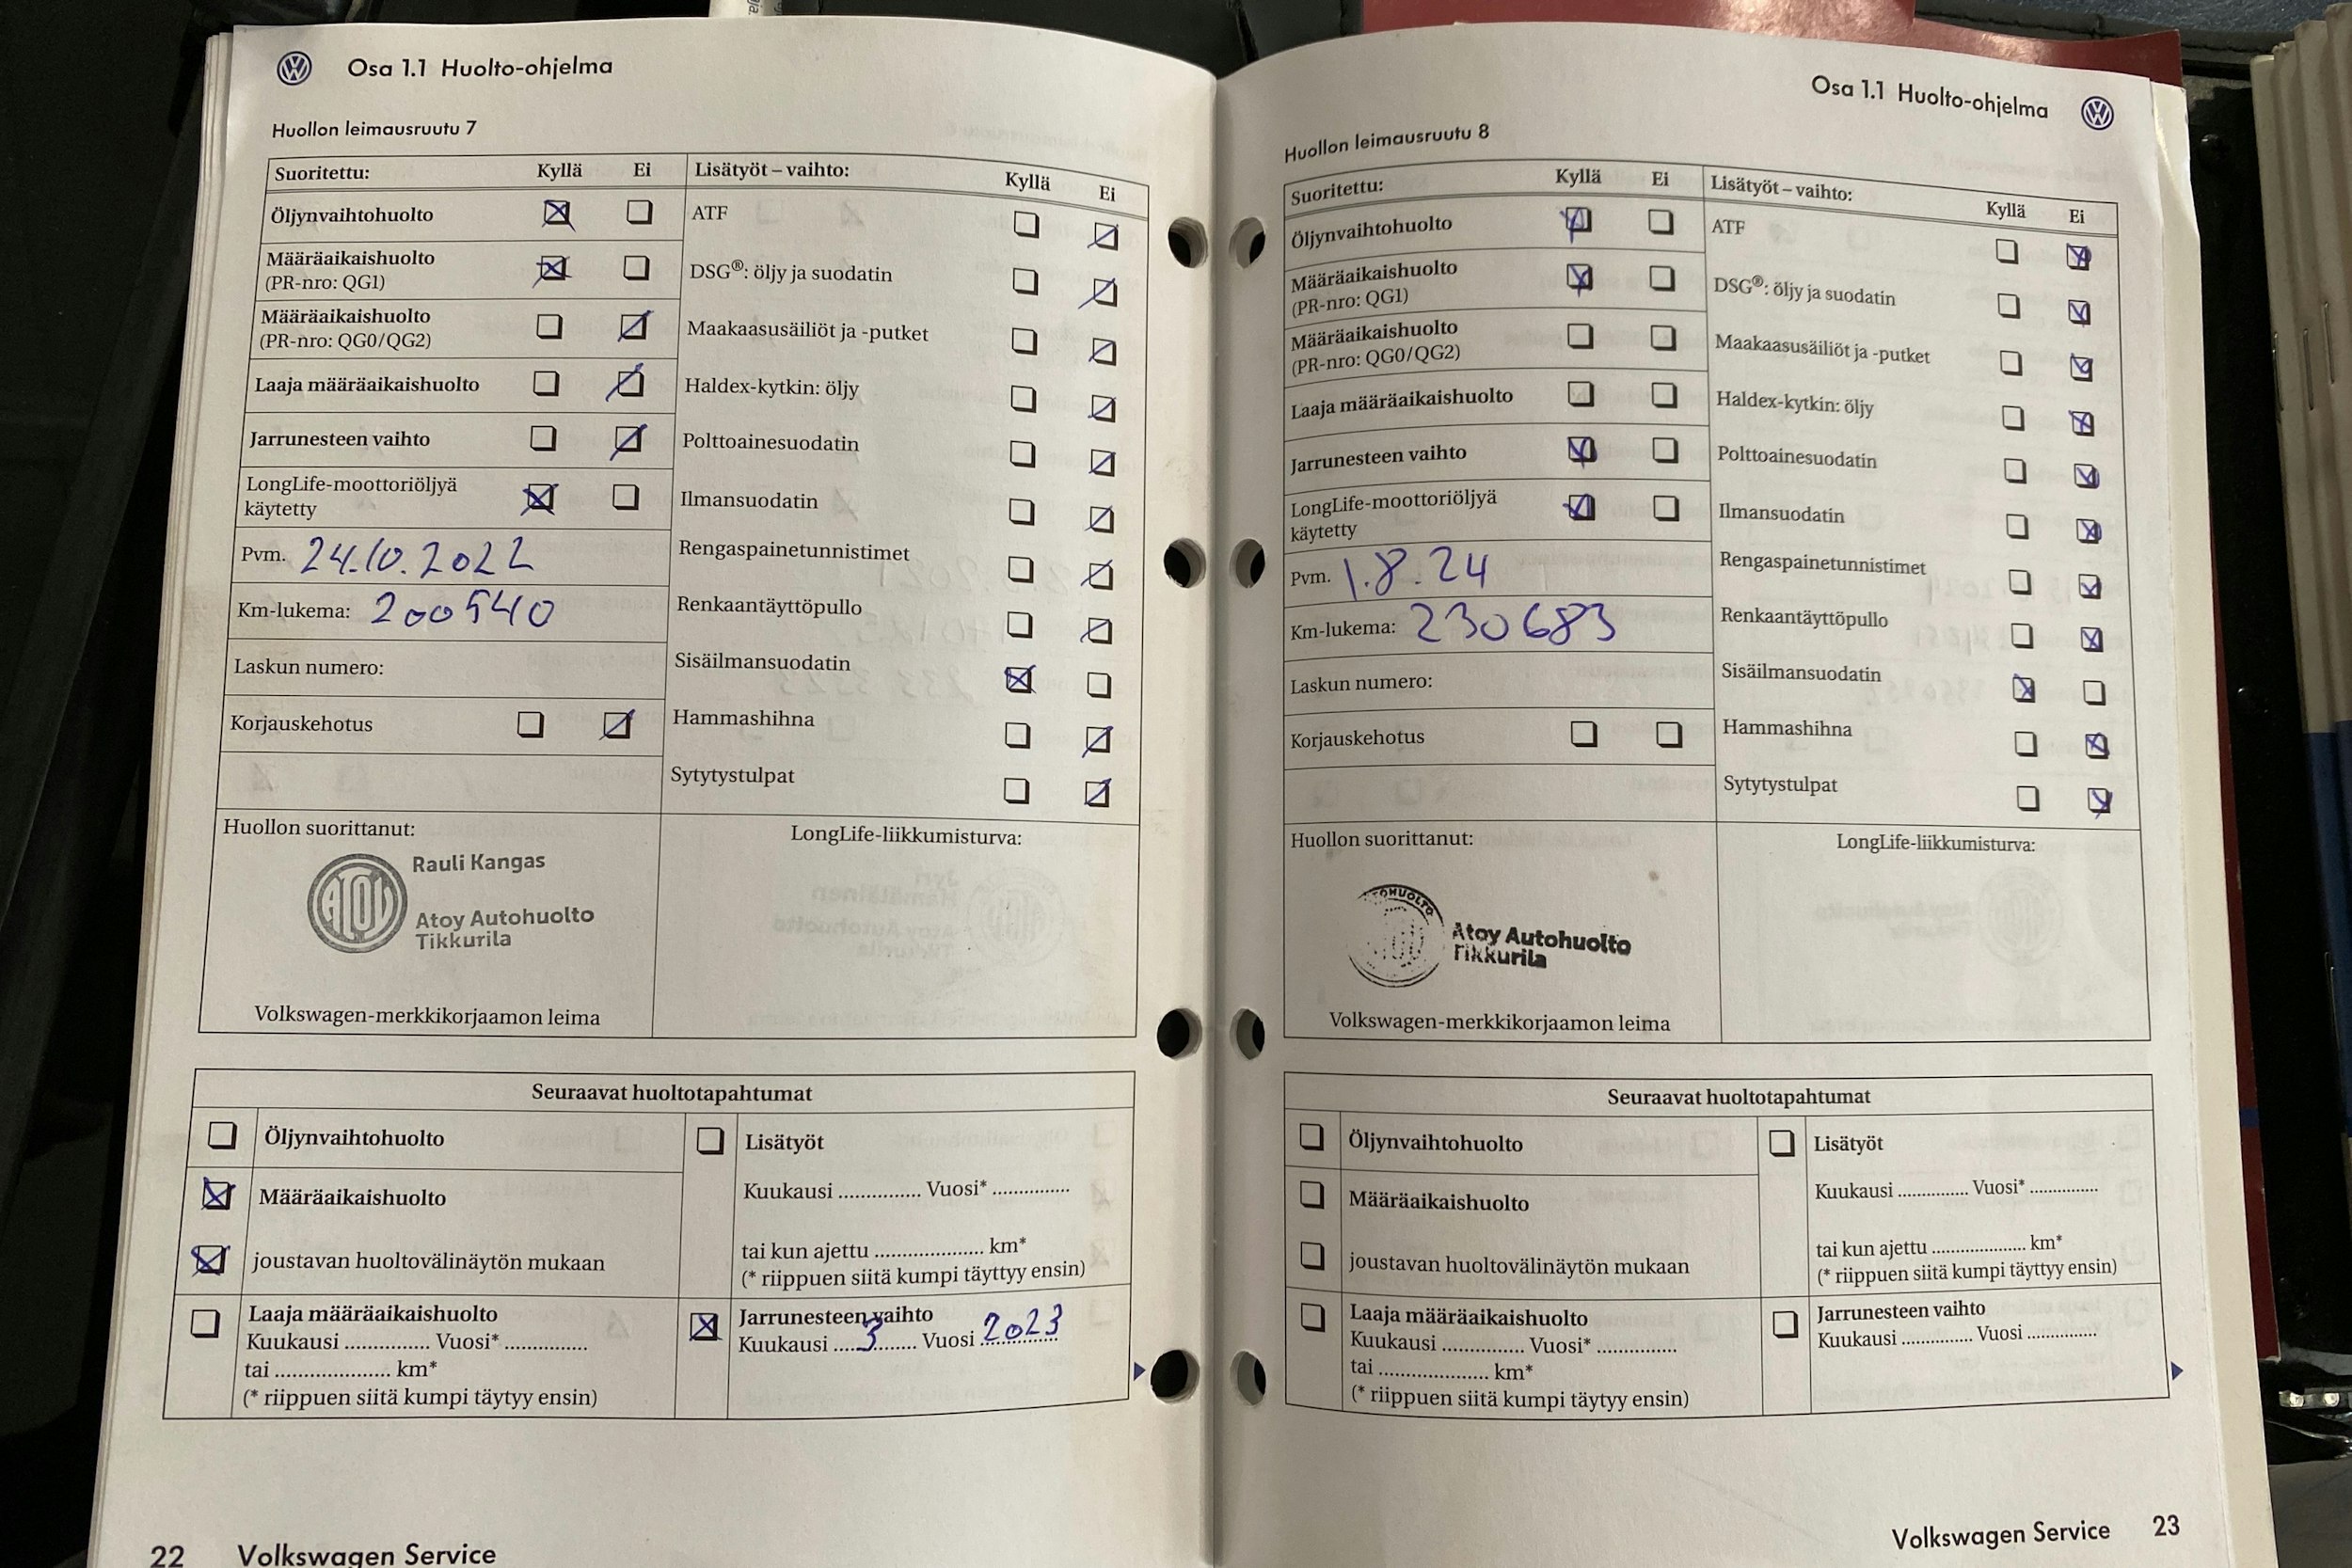 Osa 1.1 Huolto-ohjelma
Huollon leimausruutu 7
Suoritettu: Kyllä Ei
Öljynvaihtohuolto
Määräaikaishuolto
(PR-nro: QG1)
Määräaikaishuolto
(PR-nro: QG0/QG2)
Laaja määräaikaishuolto
Jarrunesteen vaihto
LongLife-moottoriöljyä
käytetty
Pvm. 24.10.2022
Km-lukema: 200540
Laskun numero:
Korjauskehotus
Lisätyöt – vaihto: Kyllä Ei
ATF
DSG®: öljy ja suodatin
Maakaasusäiliöt ja -putket
Haldex-kytkin: öljy
Polttoainesuodatin
Ilmansuodatin
Rengaspainetunnistimet
Renkaantäyttöpullo
Sisäilmansuodatin
Hammashihna
Sytytystulpat
Huollon suorittanut:
ATOY
Rauli Kangas
Atoy Autohuolto
Tikkurila
Volkswagen-merkkikorjaamon leima
LongLife-liikkumisturva:
Seuraavat huoltotapahtumat
Öljynvaihtohuolto
Määräaikaishuolto
joustavan huoltovälinäytön mukaan
Laaja määräaikaishuolto
Kuukausi .............. Vuosi* ..............
tai .................... km*
(* riippuen siitä kumpi täytyy ensin)
Lisätyöt
Kuukausi .............. Vuosi* ..............
tai kun ajettu .................... km*
(* riippuen siitä kumpi täyttyy ensin)
Jarrunesteen vaihto
Kuukausi 3 Vuosi 2023
22 Volkswagen Service
Osa 1.1 Huolto-ohjelma
Huollon leimausruutu 8
Suoritettu: Kyllä Ei
Öljynvaihtohuolto
Määräaikaishuolto
(PR-nro: QG1)
Määräaikaishuolto
(PR-nro: QG0/QG2)
Laaja määräaikaishuolto
Jarrunesteen vaihto
LongLife-moottoriöljyä
käytetty
Pvm. 1.8.24
Km-lukema: 230683
Laskun numero:
Korjauskehotus
Lisätyöt – vaihto: Kyllä Ei
ATF
DSG®: öljy ja suodatin
Maakaasusäiliöt ja -putket
Haldex-kytkin: öljy
Polttoainesuodatin
Ilmansuodatin
Rengaspainetunnistimet
Renkaantäyttöpullo
Sisäilmansuodatin
Hammashihna
Sytytystulpat
Huollon suorittanut:
Atoy Autohuolto
Tikkurila
Volkswagen-merkkikorjaamon leima
LongLife-liikkumisturva:
Seuraavat huoltotapahtumat
Öljynvaihtohuolto
Määräaikaishuolto
joustavan huoltovälinäytön mukaan
Laaja määräaikaishuolto
Kuukausi .............. Vuosi* ..............
tai .................... km*
(* riippuen siitä kumpi täytyy ensin)
Lisätyöt
Kuukausi .............. Vuosi* ..............
tai kun ajettu .................... km*
(* riippuen siitä kumpi täyttyy ensin)
Jarrunesteen vaihto
Kuukausi .............. Vuosi ..............
Volkswagen Service 23